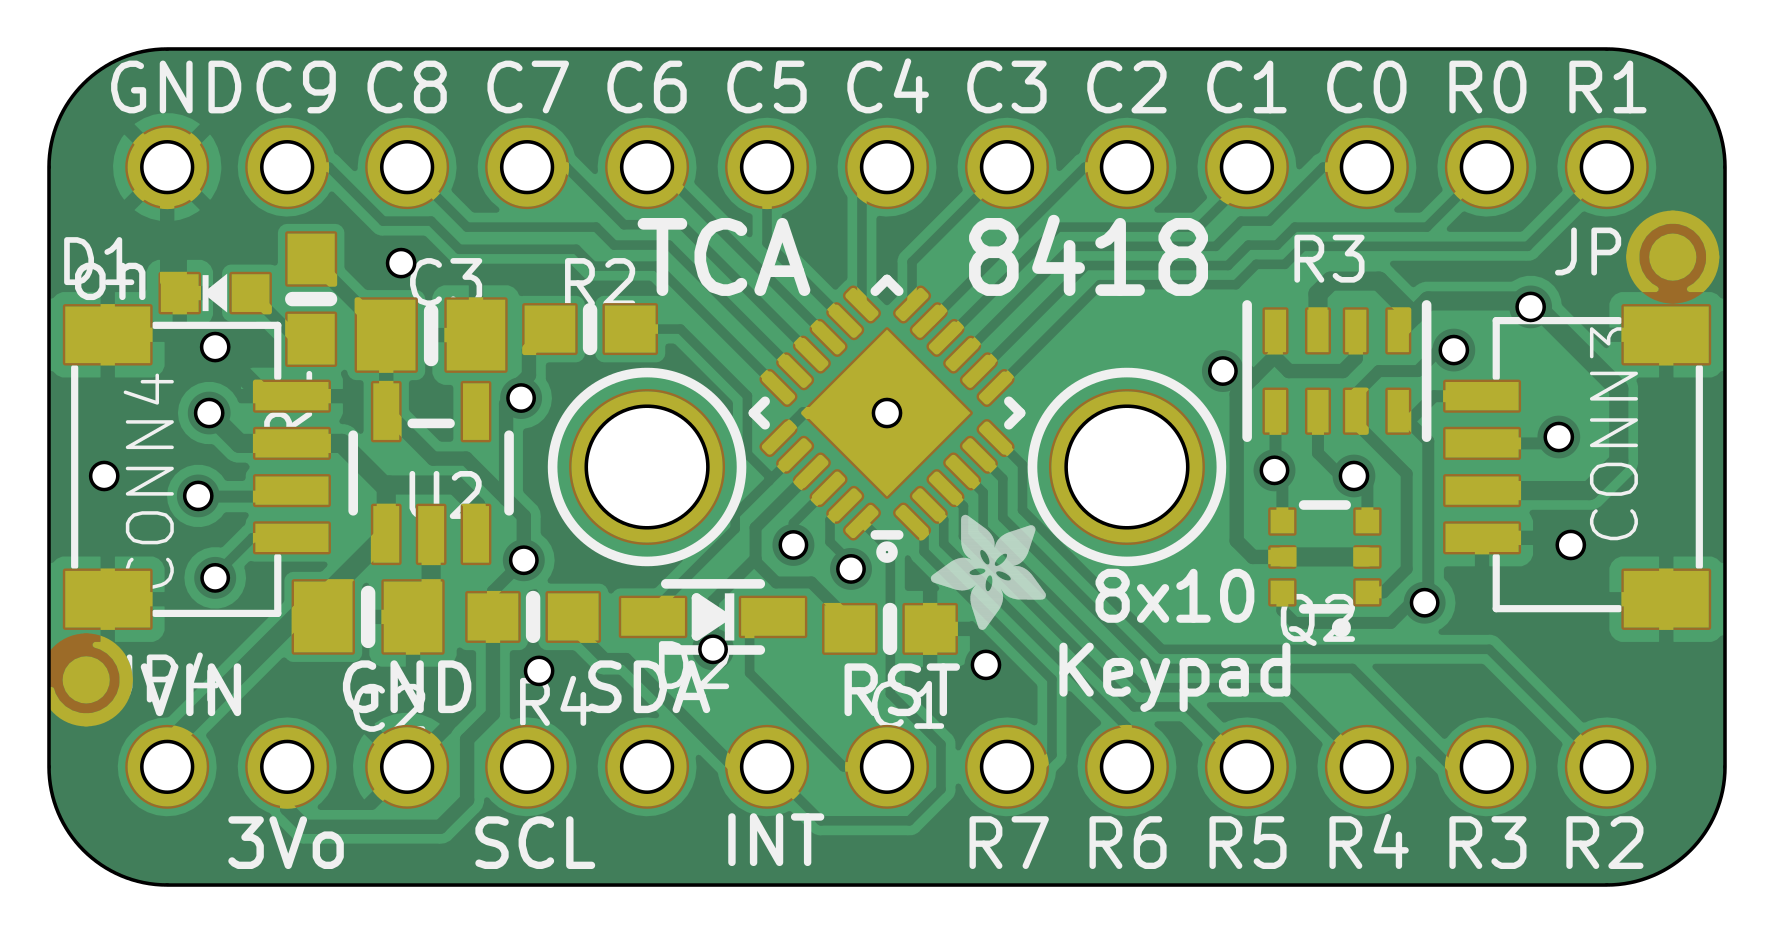 GND C9 C8 C7 C6 C5 C4 C3 C2 C1 C0 R0 R1
TCA 8418
D1
on
C3 R2
R3 JP
CONN4
CONN3
U2
8x10
Q2
Keypad
VIN GND R4 SDA D2 RST
C2 C1
3Vo SCL INT R7 R6 R5 R4 R3 R2